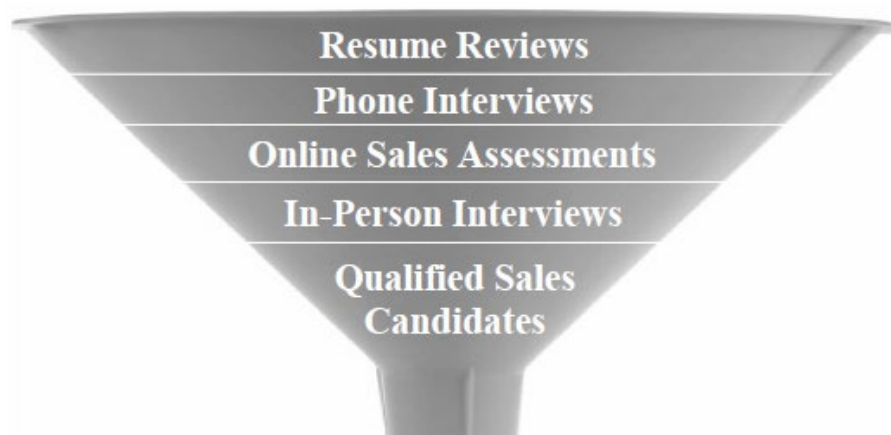 Resume Reviews
Phone Interviews
Online Sales Assessments
In-Person Interviews
Qualified Sales
Candidates